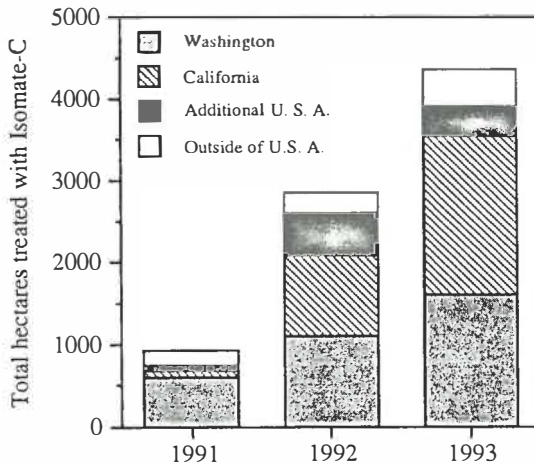 Total hectares treated with Isomate-C
5000
4000
3000
2000
1000
0
Washington
California
Additional U. S. A.
Outside of U.S. A.
1991
1992
1993